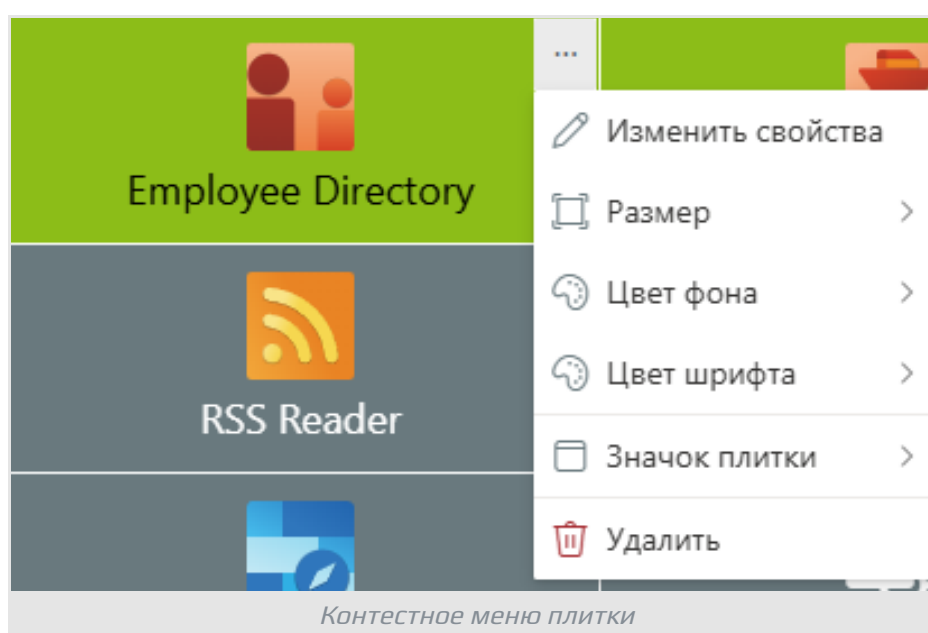 ...
Employee Directory
RSS Reader
Изменить свойства
Размер
Цвет фона
Цвет шрифта
Значок плитки
Удалить
Контестное меню плитки